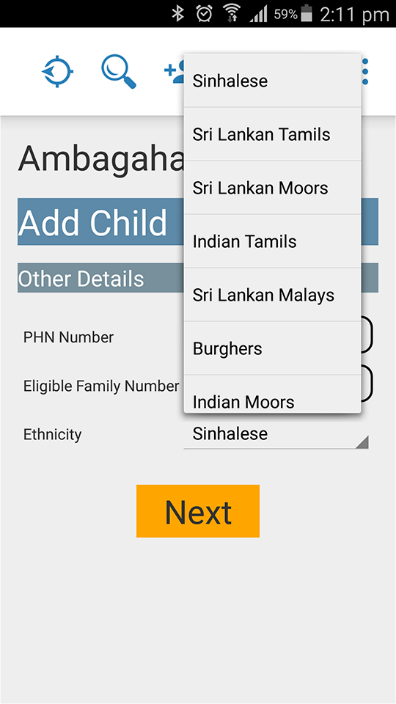 59% 2:11 pm
Ambagaha
Add Child
Other Details
PHN Number
Eligible Family Number
Ethnicity
Sinhalese
Sri Lankan Tamils
Sri Lankan Moors
Indian Tamils
Sri Lankan Malays
Burghers
Indian Moors
Sinhalese
Next